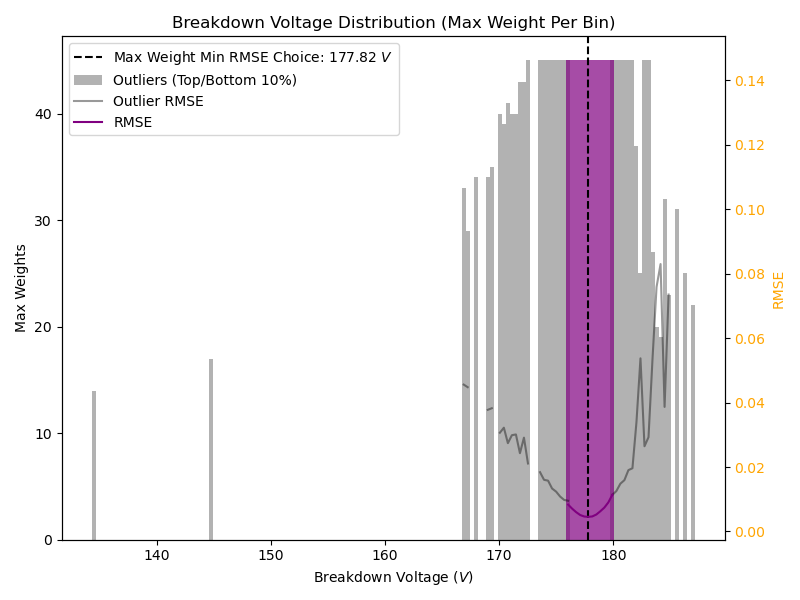 Breakdown Voltage Distribution (Max Weight Per Bin)
Max Weight Min RMSE Choice: 177.82 V
Outliers (Top/Bottom 10%)
Outlier RMSE
RMSE
Max Weights
40
30
20
10
0
0.14
0.12
0.10
0.08
0.06
0.04
0.02
0.00
RMSE
140 150 160 170 180
Breakdown Voltage (V)